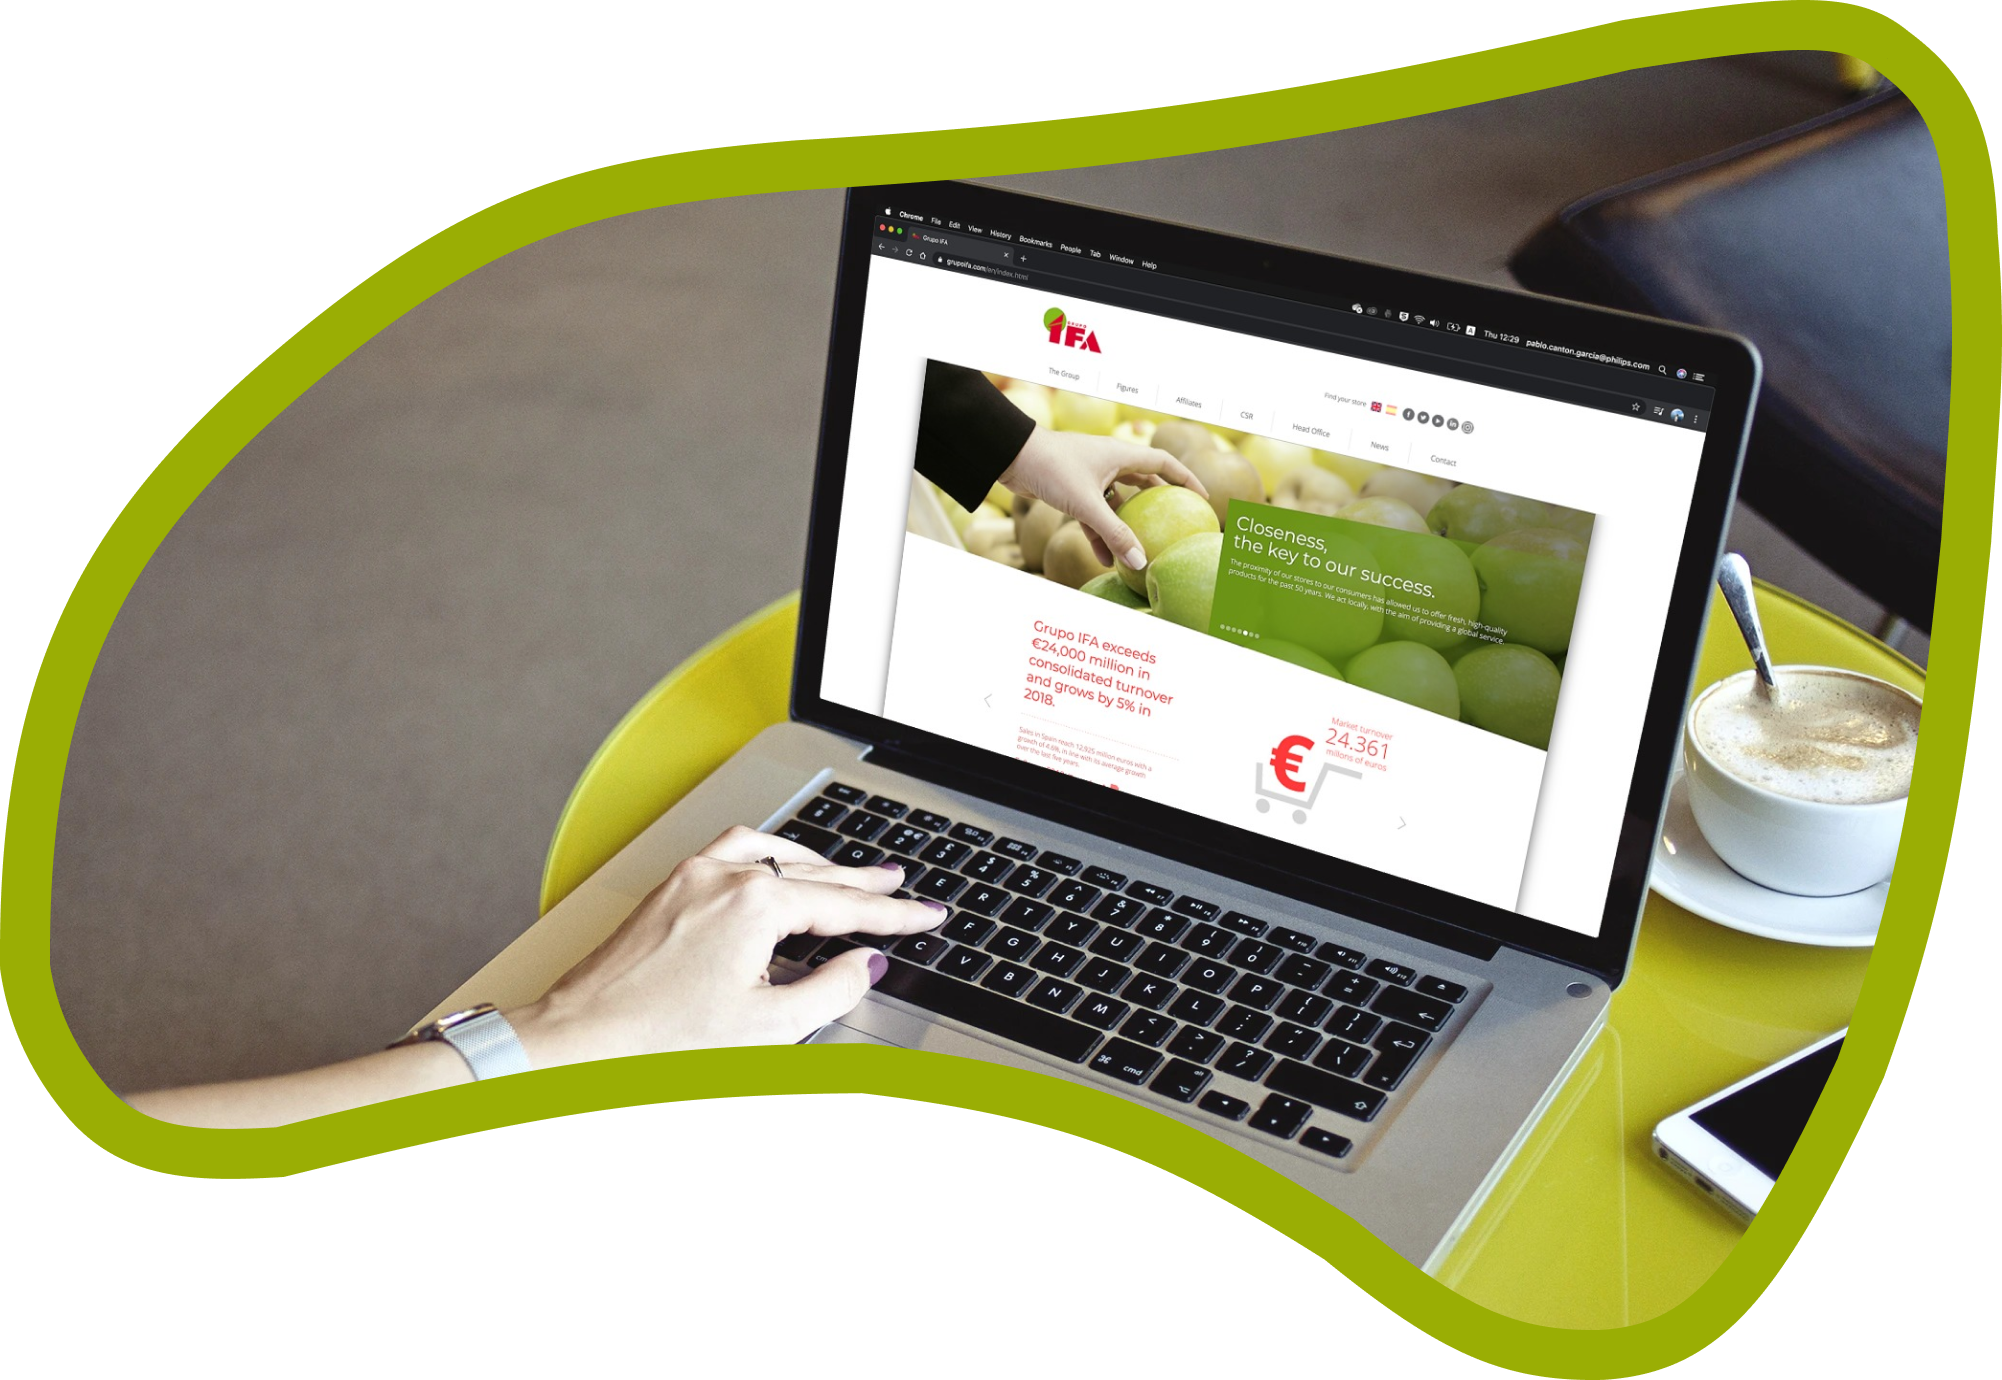 Chrome File Edit View History Bookmarks People Tab Window Help
Thu 12:29 pablo.canton.garcia@philips.com
Grupo IFA
grupoifa.com/en/index.html
GRUPO
IFA
Find your store
The Group Figures Affiliates CSR Head Office News Contact
Closeness,
the key to our success.
The proximity of our stores to our consumers has allowed us to offer fresh, high-quality
products for the past 50 years. We act locally, with the aim of providing a global service.
Grupo IFA exceeds
€24,000 million in
consolidated turnover
and grows by 5% in
2018.
Sales in Spain reach 12,925 million euros with a
growth of 4.8%, in line with its average growth
over the last five years.
Market turnover
24.361
millions of euros
€
Q E R T Y U I O P
F G H J K L
C V B N M
cmd
alt